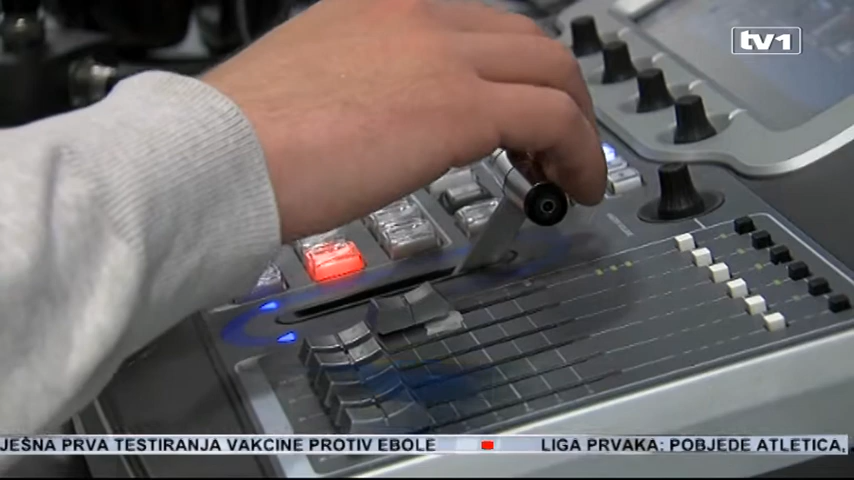 tv1
JEŠNA PRVA TESTIRANJA VAKCINE PROTIV EBOLE LIGA PRVAKA: POBJEDE ATLETICA,